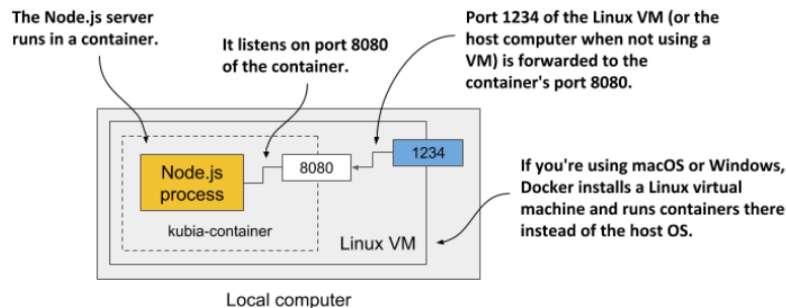 The Node.js server
runs in a container.
It listens on port 8080
of the container.
Port 1234 of the Linux VM (or the
host computer when not using a
VM) is forwarded to the
container's port 8080.
1234
8080
Node.js
process
kubia-container
Linux VM
If you're using macOS or Windows,
Docker installs a Linux virtual
machine and runs containers there
instead of the host OS.
Local computer